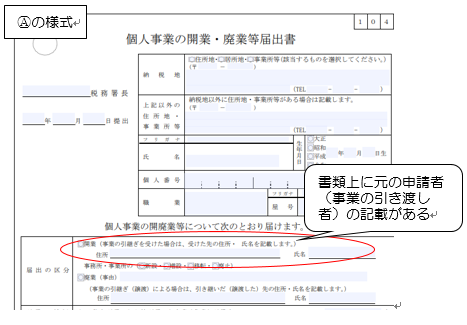 Ⓐの様式
1 0 4
個人事業の開業・廃業等届出書
税務署長
年 月 日提出
納税地
○住所地・○居所地・○事業所等(該当するものを選択してください。)
(〒 － )
(TEL － － )
上記以外の住所地・事業所等
納税地以外に住所地・事業所等がある場合は記載します。
(〒 － )
(TEL － － )
フリガナ
氏名
生年月日
○大正
○昭和
○平成
年 月 日生
個人番号
職業
フリガナ
屋号
書類上に元の申請者
（事業の引き渡し
者）の記載がある
個人事業の開廃業等について次のとおり届けます。
届出の区分
○開業（事業の引継ぎを受けた場合は、受けた先の住所・氏名を記載します。）
住所 氏名
事務所・事業所の（○新設・○増設・○移転・○廃止）
○廃業（事由）
（事業の引継ぎ（譲渡）による場合は、引き継いだ（譲渡した）先の住所・氏名を記載します。）
住所 氏名